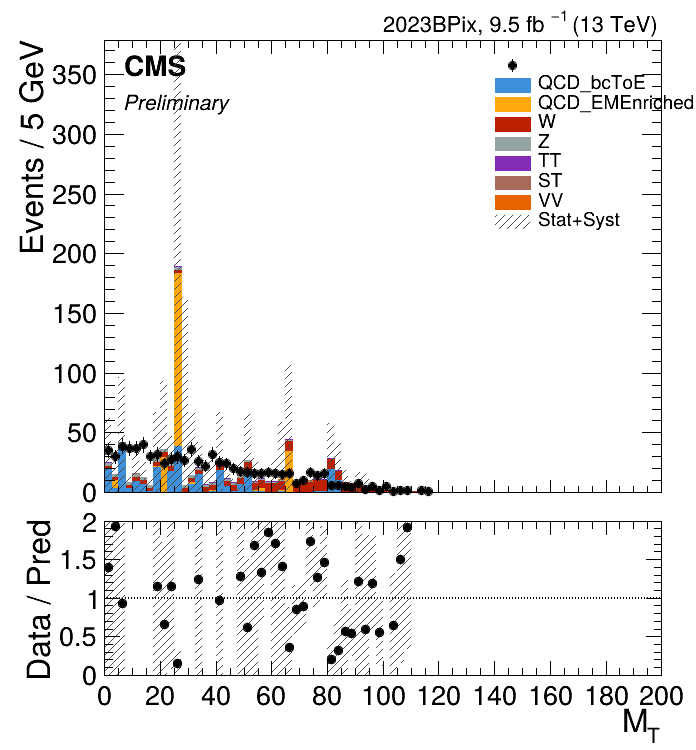 2023BPix, 9.5 fb⁻¹ (13 TeV)
CMS
Preliminary
QCD_bcToE
QCD_EMEnriched
W
Z
TT
ST
VV
Stat+Syst
Events / 5 GeV
350
300
250
200
150
100
50
0
Data / Pred
2
1.5
1
0.5
0
0 20 40 60 80 100 120 140 160 180 200
M_T